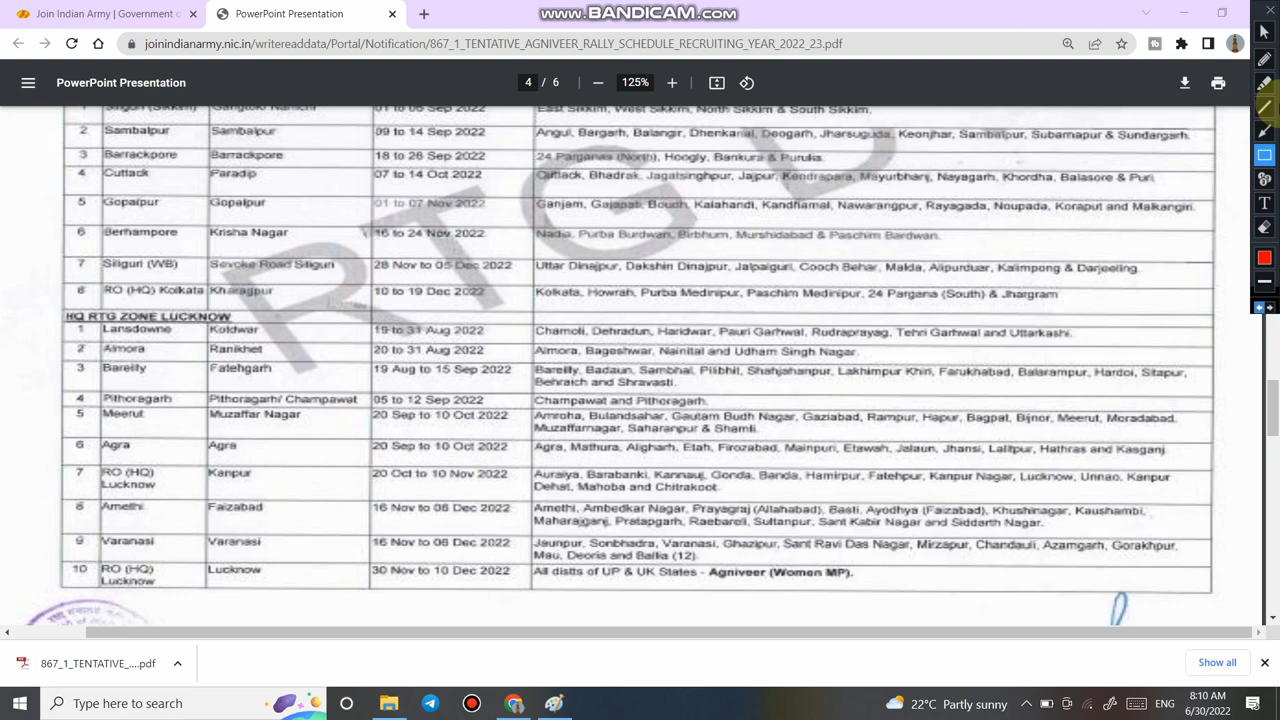 Join Indian Army | Government o
PowerPoint Presentation
www.BANDICAM.com
joinindianarmy.nic.in/writereaddata/Portal/Notification/867_1_TENTATIVE_AGNVEER_RALLY_SCHEDULE_RECRUITING_YEAR_2022_23.pdf
PowerPoint Presentation
4 / 6
125%
1 Siliguri (Sikkim) Gangtok/ Namchi 01 to 05 Sep 2022 East Sikkim, West Sikkim, North Sikkim & South Sikkim.
2 Sambalpur Sambalpur 09 to 14 Sep 2022 Angul, Bargarh, Balangir, Dhenkanal, Deogarh, Jharsuguda, Keonjhar, Sambalpur, Subarnapur & Sundargarh.
3 Barrackpore Barrackpore 18 to 26 Sep 2022 24 Parganas (North), Hoogly, Bankura & Purulia.
4 Cuttack Paradip 07 to 14 Oct 2022 Cuttack, Bhadrak, Jagatsinghpur, Jajpur, Kendrapara, Mayurbhanj, Nayagarh, Khordha, Balasore & Puri.
5 Gopalpur Gopalpur 01 to 07 Nov 2022 Ganjam, Gajapati, Boudh, Kalahandi, Kandhamal, Nawarangpur, Rayagada, Noupada, Koraput and Malkangiri.
6 Berhampore Krisha Nagar 16 to 24 Nov 2022 Nadia, Purba Burdwan, Birbhum, Murshidabad & Paschim Bardwan.
7 Siliguri (WB) Sevoke Road Siliguri 28 Nov to 05 Dec 2022 Uttar Dinajpur, Dakshin Dinajpur, Jalpaiguri, Cooch Behar, Malda, Alipurduar, Kalimpong & Darjeeling.
8 RO (HQ) Kolkata Kharagpur 10 to 19 Dec 2022 Kolkata, Howrah, Purba Medinipur, Paschim Medinipur, 24 Pargana (South) & Jhargram
HQ RTG ZONE LUCKNOW
1 Lansdowne Kotdwar 19 to 31 Aug 2022 Chamoli, Dehradun, Haridwar, Pauri Garhwal, Rudraprayag, Tehri Garhwal and Uttarkashi.
2 Almora Ranikhet 20 to 31 Aug 2022 Almora, Bageshwar, Nainital and Udham Singh Nagar.
3 Bareilly Fatehgarh 19 Aug to 15 Sep 2022 Bareilly, Badaun, Sambhal, Pilibhit, Shahjahanpur, Lakhimpur Khiri, Farukhabad, Balarampur, Hardoi, Sitapur,
Behraich and Shravasti.
4 Pithoragarh Pithoragarh/ Champawat 05 to 12 Sep 2022 Champawat and Pithoragarh.
5 Meerut Muzaffar Nagar 20 Sep to 10 Oct 2022 Amroha, Bulandsahar, Gautam Budh Nagar, Gaziabad, Rampur, Hapur, Bagpat, Bijnor, Meerut, Moradabad,
Muzaffarnagar, Saharanpur & Shamli.
6 Agra Agra 20 Sep to 10 Oct 2022 Agra, Mathura, Aligharh, Etah, Firozabad, Mainpuri, Etawah, Jalaun, Jhansi, Lalitpur, Hathras and Kasganj.
7 RO (HQ) Kanpur 20 Oct to 10 Nov 2022 Auraiya, Barabanki, Kannauj, Gonda, Banda, Hamirpur, Fatehpur, Kanpur Nagar, Lucknow, Unnao, Kanpur
Lucknow Dehat, Mahoba and Chitrakoot.
8 Amethi Faizabad 16 Nov to 06 Dec 2022 Amethi, Ambedkar Nagar, Prayagraj (Allahabad), Basti, Ayodhya (Faizabad), Khushinagar, Kaushambi,
Maharajganj, Pratapgarh, Raebareli, Sultanpur, Sant Kabir Nagar and Siddarth Nagar.
9 Varanasi Varanasi 16 Nov to 06 Dec 2022 Jaunpur, Sonbhadra, Varanasi, Ghazipur, Sant Ravi Das Nagar, Mirzapur, Chandauli, Azamgarh, Gorakhpur,
Mau, Deoria and Ballia (12).
10 RO (HQ) Lucknow 30 Nov to 10 Dec 2022 All distts of UP & UK States - Agniveer (Women MP).
Lucknow
RTG D
867_1_TENTATIVE_....pdf
Show all
Type here to search
22°C Partly sunny
ENG
8:10 AM
6/30/2022